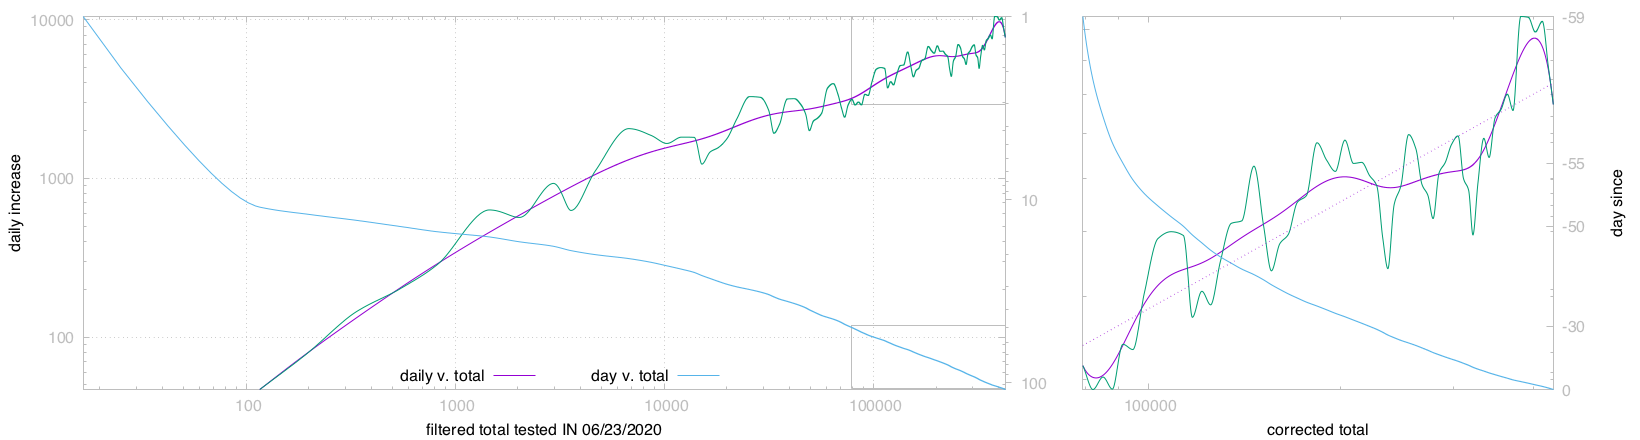 10000
1000
100
daily increase
100
1000
10000
100000
daily v. total
day v. total
filtered total tested IN 06/23/2020
1
10
100
100000
corrected total
-59
-55
-50
-30
0
day since